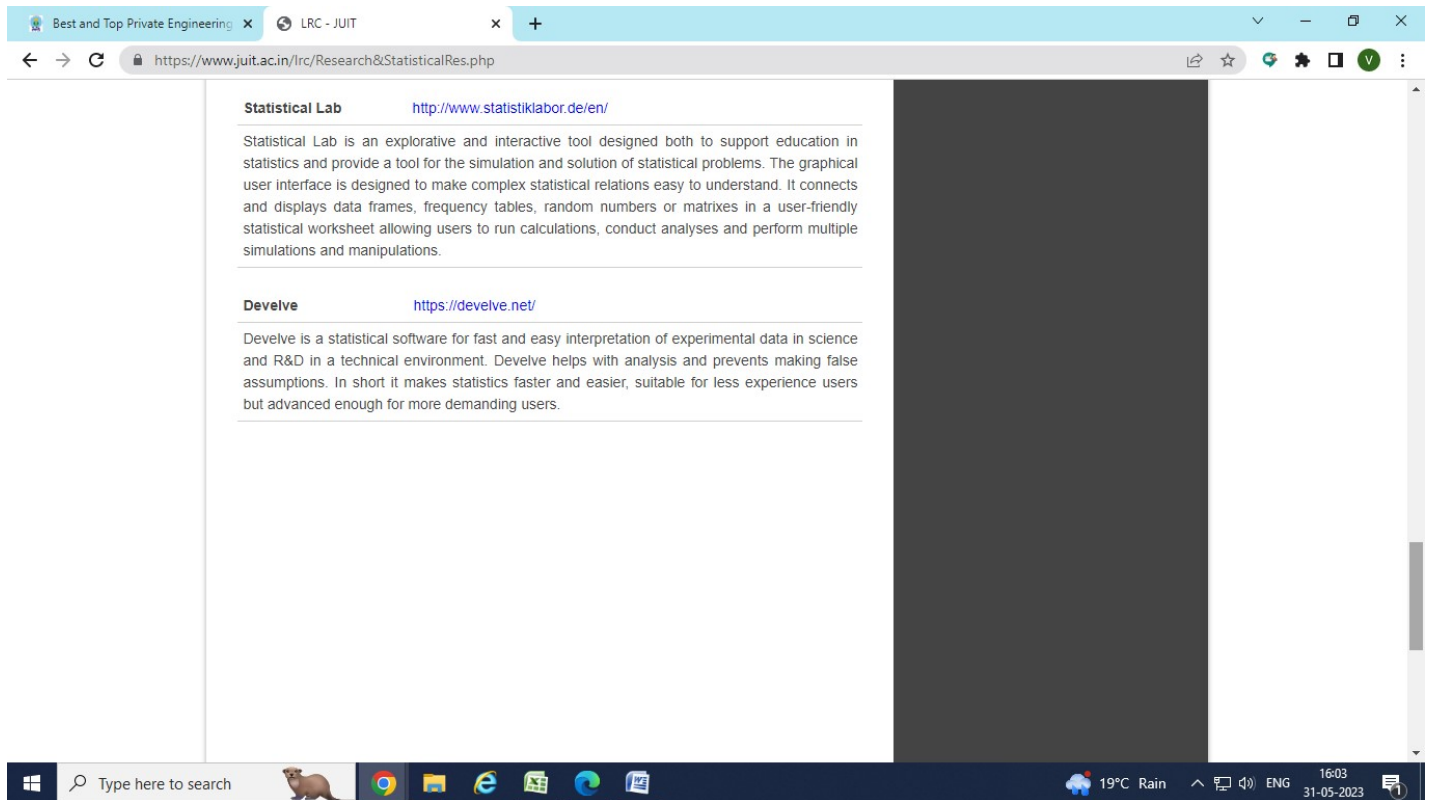 Best and Top Private Engineering
LRC - JUIT
https://www.juit.ac.in/lrc/Research&StatisticalRes.php
V
Statistical Lab http://www.statistiklabor.de/en/
Statistical Lab is an explorative and interactive tool designed both to support education in
statistics and provide a tool for the simulation and solution of statistical problems. The graphical
user interface is designed to make complex statistical relations easy to understand. It connects
and displays data frames, frequency tables, random numbers or matrixes in a user-friendly
statistical worksheet allowing users to run calculations, conduct analyses and perform multiple
simulations and manipulations.
Develve https://develve.net/
Develve is a statistical software for fast and easy interpretation of experimental data in science
and R&D in a technical environment. Develve helps with analysis and prevents making false
assumptions. In short it makes statistics faster and easier, suitable for less experience users
but advanced enough for more demanding users.
Type here to search
19°C Rain
ENG
16:03
31-05-2023
1